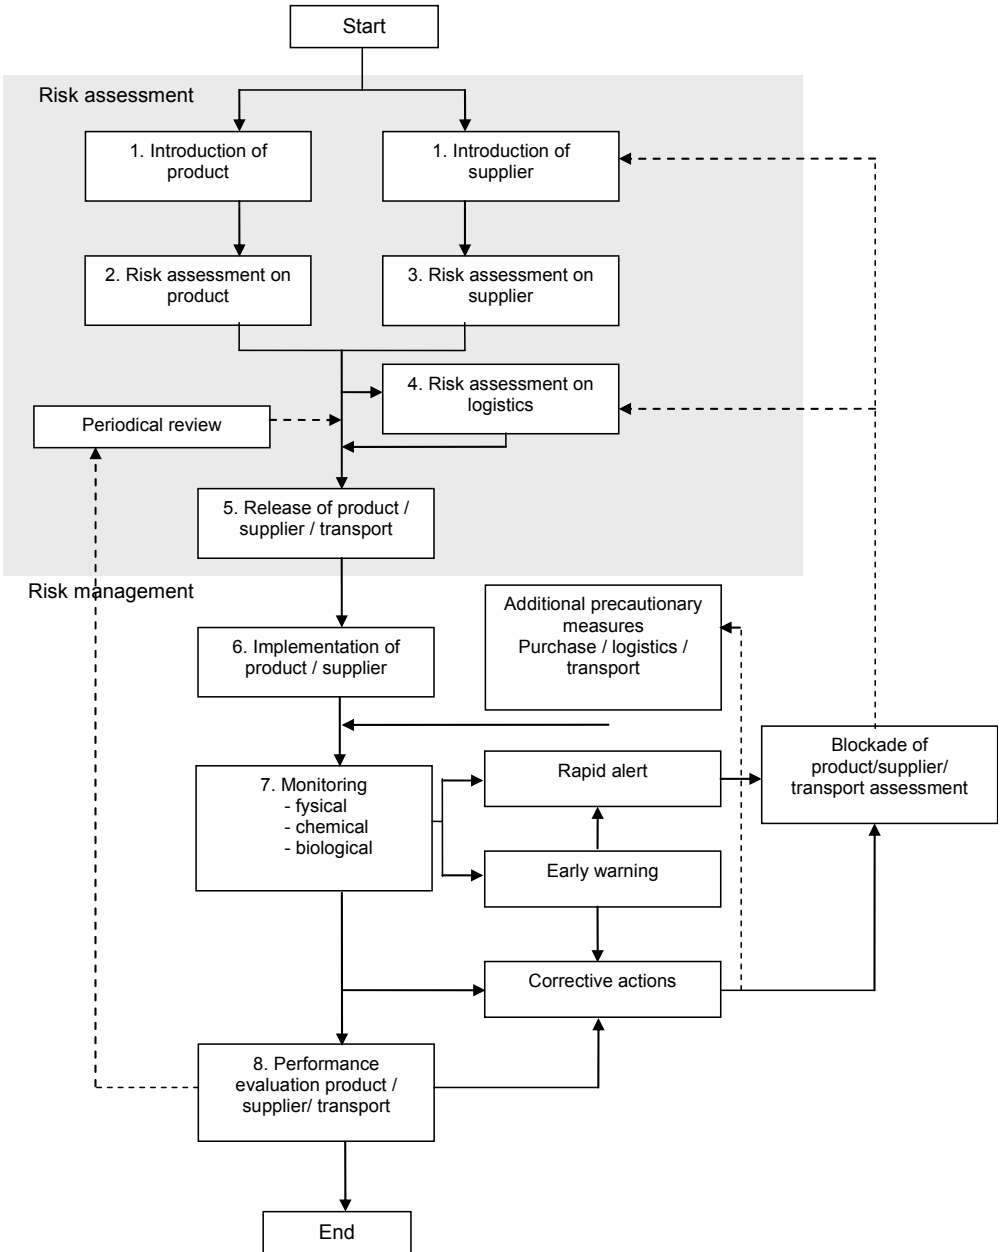 Start
Risk assessment
1. Introduction of
product
1. Introduction of
supplier
2. Risk assessment on
product
3. Risk assessment on
supplier
4. Risk assessment on
logistics
Periodical review
5. Release of product /
supplier / transport
Risk management
Additional precautionary
measures
Purchase / logistics /
transport
6. Implementation of
product / supplier
Blockade of
product/supplier/
transport assessment
Rapid alert
7. Monitoring
- fysical
- chemical
- biological
Early warning
Corrective actions
8. Performance
evaluation product /
supplier/ transport
End